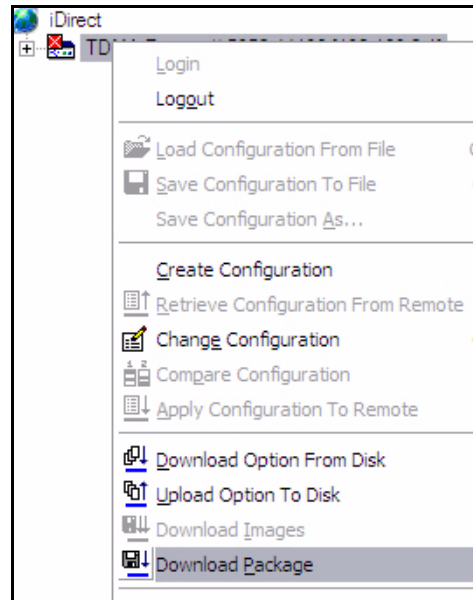 iDirect
Login
Logout
Load Configuration From File
Save Configuration To File
Save Configuration As...
Create Configuration
Retrieve Configuration From Remote
Change Configuration
Compare Configuration
Apply Configuration To Remote
Download Option From Disk
Upload Option To Disk
Download Images
Download Package